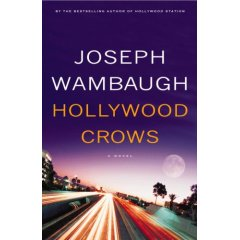 BY THE BESTSELLING AUTHOR OF HOLLYWOOD STATION
JOSEPH
WAMBAUGH
HOLLYWOOD
CROWS
A NOVEL